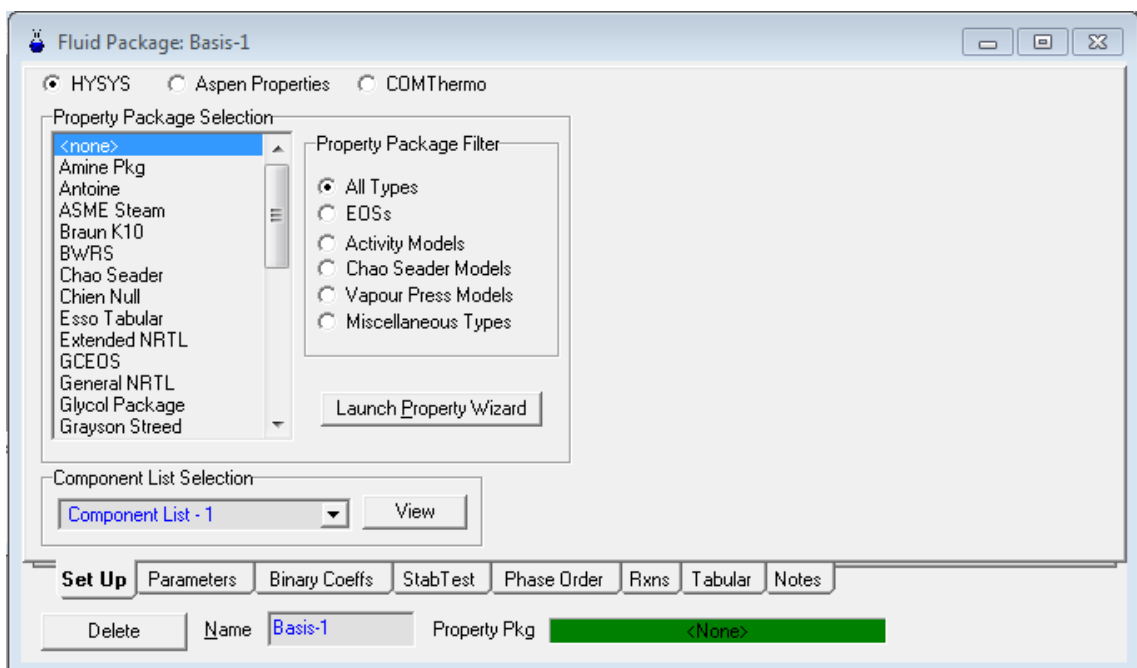 Fluid Package: Basis-1
HYSYS Aspen Properties COMThermo
Property Package Selection
<none>
Amine Pkg
Antoine
ASME Steam
Braun K10
BWRS
Chao Seader
Chien Null
Esso Tabular
Extended NRTL
GCEOS
General NRTL
Glycol Package
Grayson Streed
Property Package Filter
All Types
EOSs
Activity Models
Chao Seader Models
Vapour Press Models
Miscellaneous Types
Launch Property Wizard
Component List Selection
Component List - 1 View
Set Up Parameters Binary Coeffs StabTest Phase Order Rxns Tabular Notes
Delete Name Basis-1 Property Pkg <None>